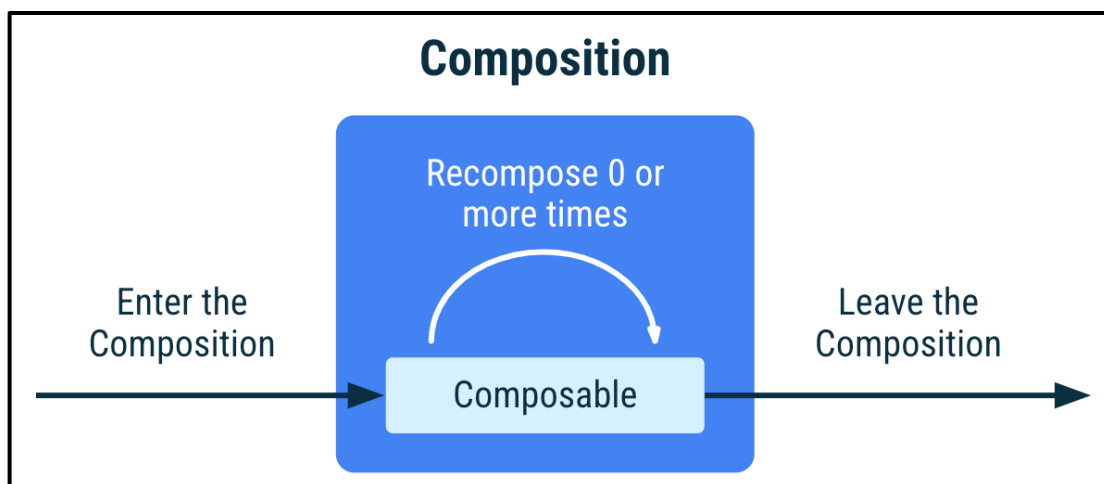 Composition
Recompose 0 or
more times
Enter the
Composition
Leave the
Composition
Composable